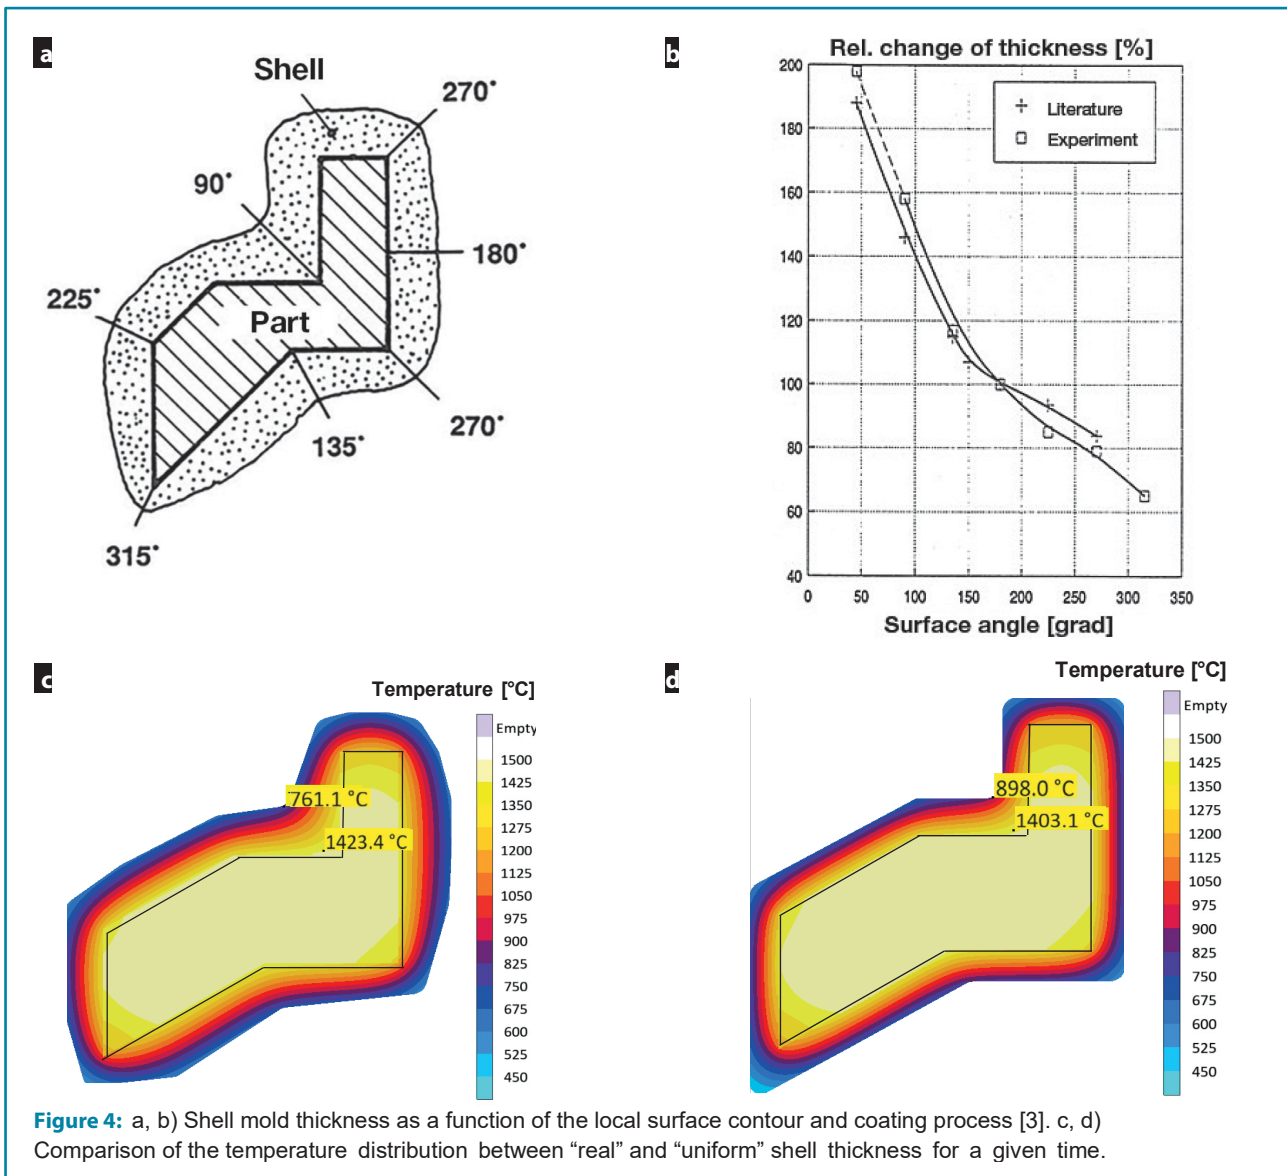 a
Shell
270°
90°
180°
225°
Part
270°
135°
315°
b
Rel. change of thickness [%]
200
180
160
140
120
100
80
60
40
Literature
Experiment
0 50 100 150 200 250 300 350
Surface angle [grad]
c
Temperature [°C]
Empty
1500
1425
1350
1275
1200
1125
1050
975
900
825
750
675
600
525
450
761.1 °C
1423.4 °C
d
Temperature [°C]
Empty
1500
1425
1350
1275
1200
1125
1050
975
900
825
750
675
600
525
450
898.0 °C
1403.1 °C
Figure 4: a, b) Shell mold thickness as a function of the local surface contour and coating process [3]. c, d)
Comparison of the temperature distribution between “real” and “uniform” shell thickness for a given time.